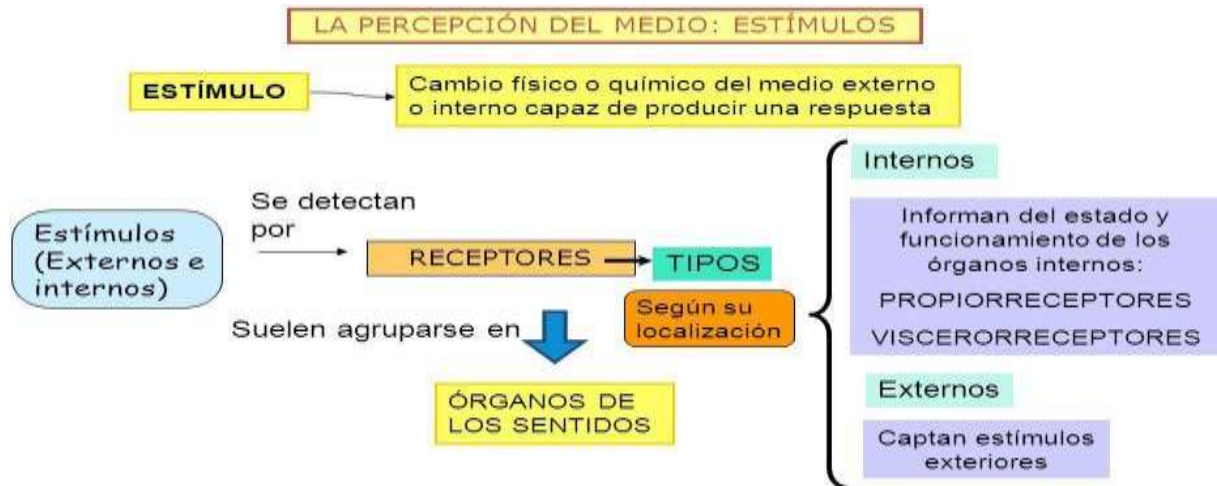 LA PERCEPCIÓN DEL MEDIO: ESTÍMULOS
ESTÍMULO
Cambio físico o químico del medio externo
o interno capaz de producir una respuesta
Estímulos
(Externos e
internos)
Se detectan
por
RECEPTORES
TIPOS
Según su
localización
Suelen agruparse en
ÓRGANOS DE
LOS SENTIDOS
Internos
Informan del estado y
funcionamiento de los
órganos internos:
PROPIORRECEPTORES
VISCERORRECEPTORES
Externos
Captan estímulos
exteriores